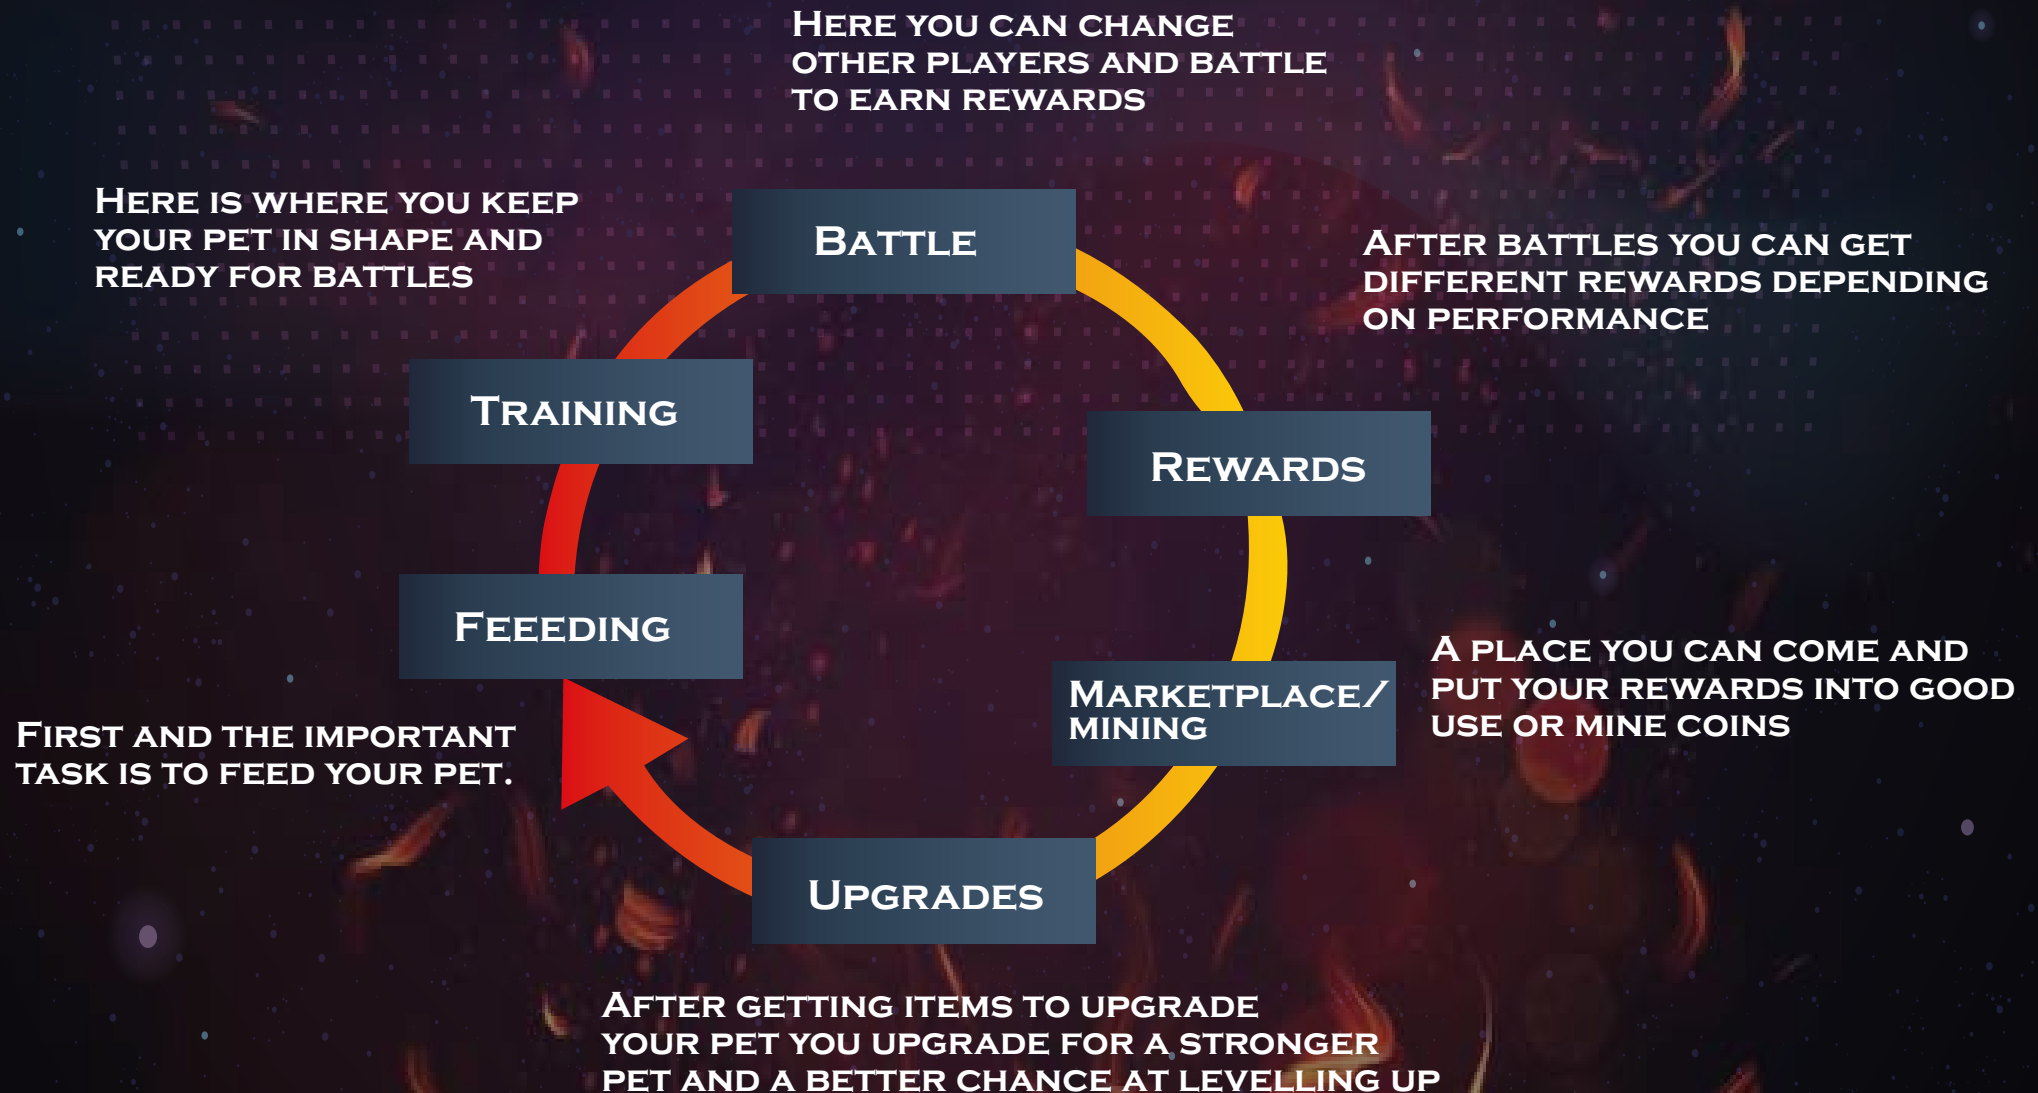 Here you can change
other players and battle
to earn rewards
Here is where you keep
your pet in shape and
ready for battles
Battle
After battles you can get
different rewards depending
on performance
Training
Rewards
Feeeding
A place you can come and
put your rewards into good
use or mine coins
Marketplace/
mining
First and the important
task is to feed your pet.
Upgrades
After getting items to upgrade
your pet you upgrade for a stronger
pet and a better chance at levelling up